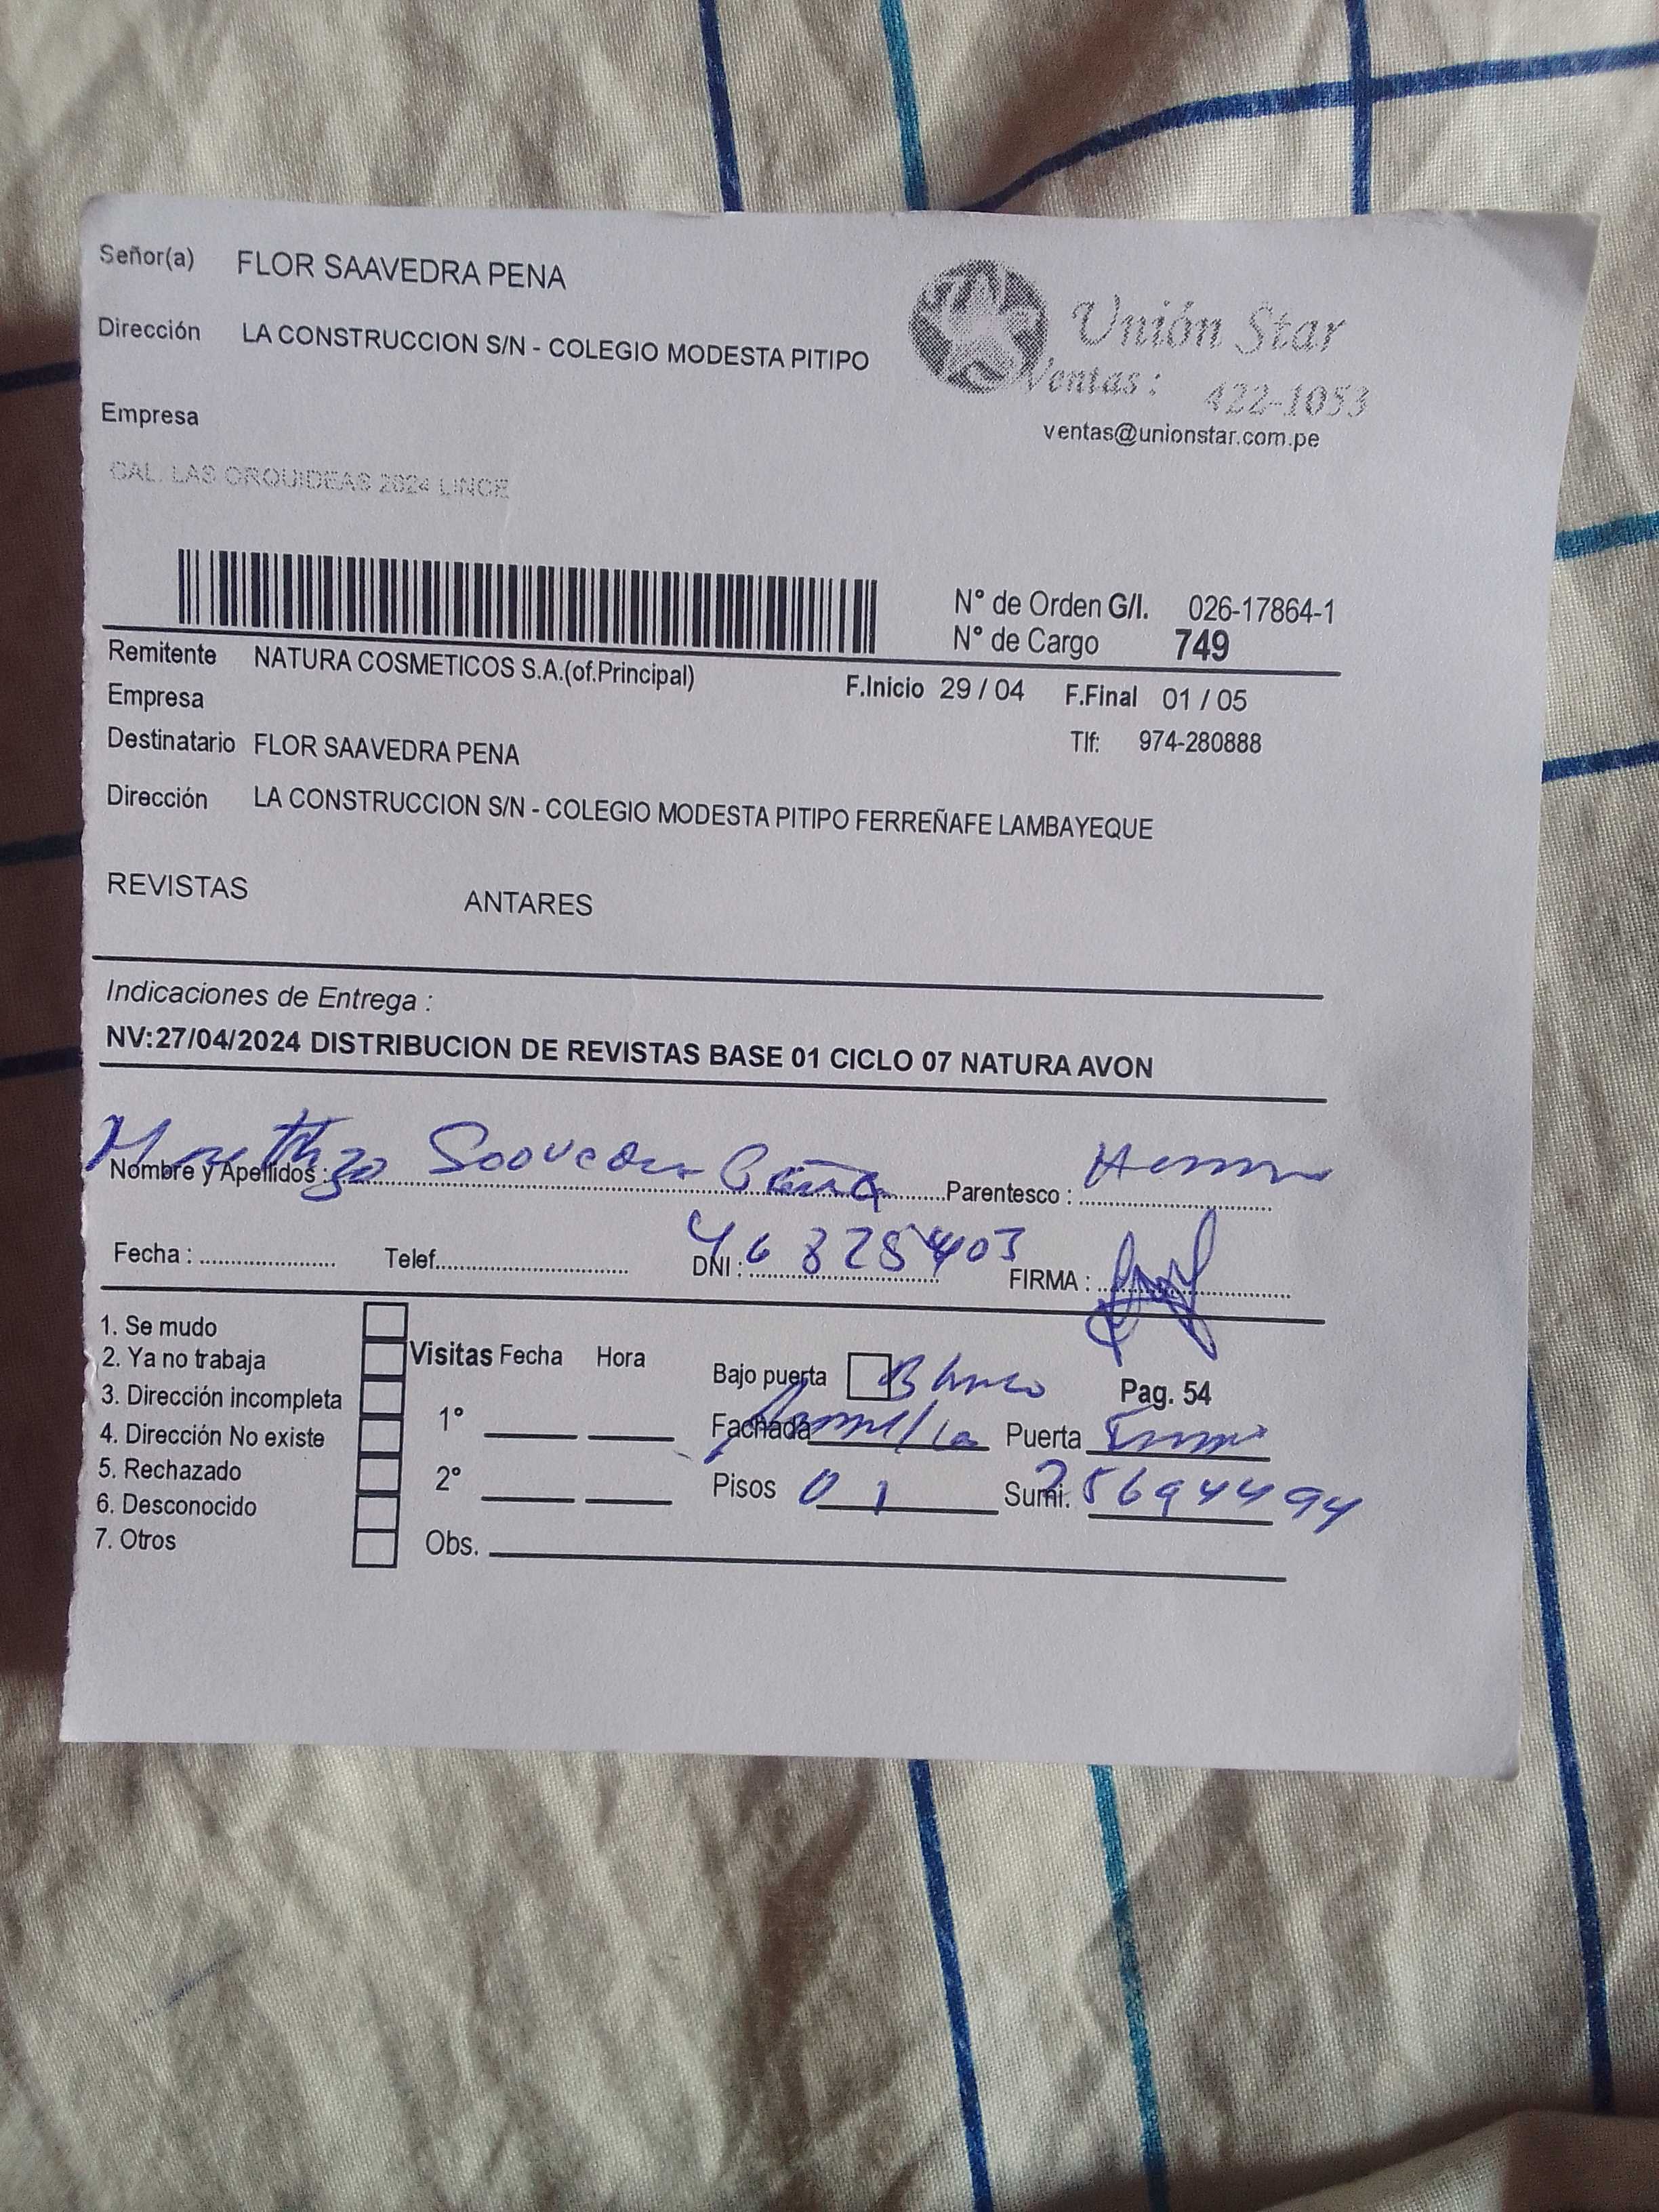 Señor(a) FLOR SAAVEDRA PENA
Dirección LA CONSTRUCCION S/N - COLEGIO MODESTA PITIPO
Unión Star
Ventas: 422-1053
ventas@unionstar.com.pe
Empresa
CAL. LAS ORQUIDEAS 2024 LINCE
N° de Orden G/I. 026-17864-1
N° de Cargo 749
Remitente NATURA COSMETICOS S.A.(of.Principal)
F.Inicio 29 / 04 F.Final 01 / 05
Empresa
Destinatario FLOR SAAVEDRA PENA Tlf: 974-280888
Dirección LA CONSTRUCCION S/N - COLEGIO MODESTA PITIPO FERREÑAFE LAMBAYEQUE
REVISTAS ANTARES
Indicaciones de Entrega :
NV:27/04/2024 DISTRIBUCION DE REVISTAS BASE 01 CICLO 07 NATURA AVON
Nombre y Apellidos : Saavedra Peña Parentesco :
Fecha : Telef. DNI : 46825403 FIRMA :
1. Se mudo
2. Ya no trabaja
3. Dirección incompleta
4. Dirección No existe
5. Rechazado
6. Desconocido
7. Otros
Visitas Fecha Hora
1°
2°
Obs.
Bajo puerta Blanco Pag. 54
Fachada Puerta
Pisos 01 Sumi. 25694494